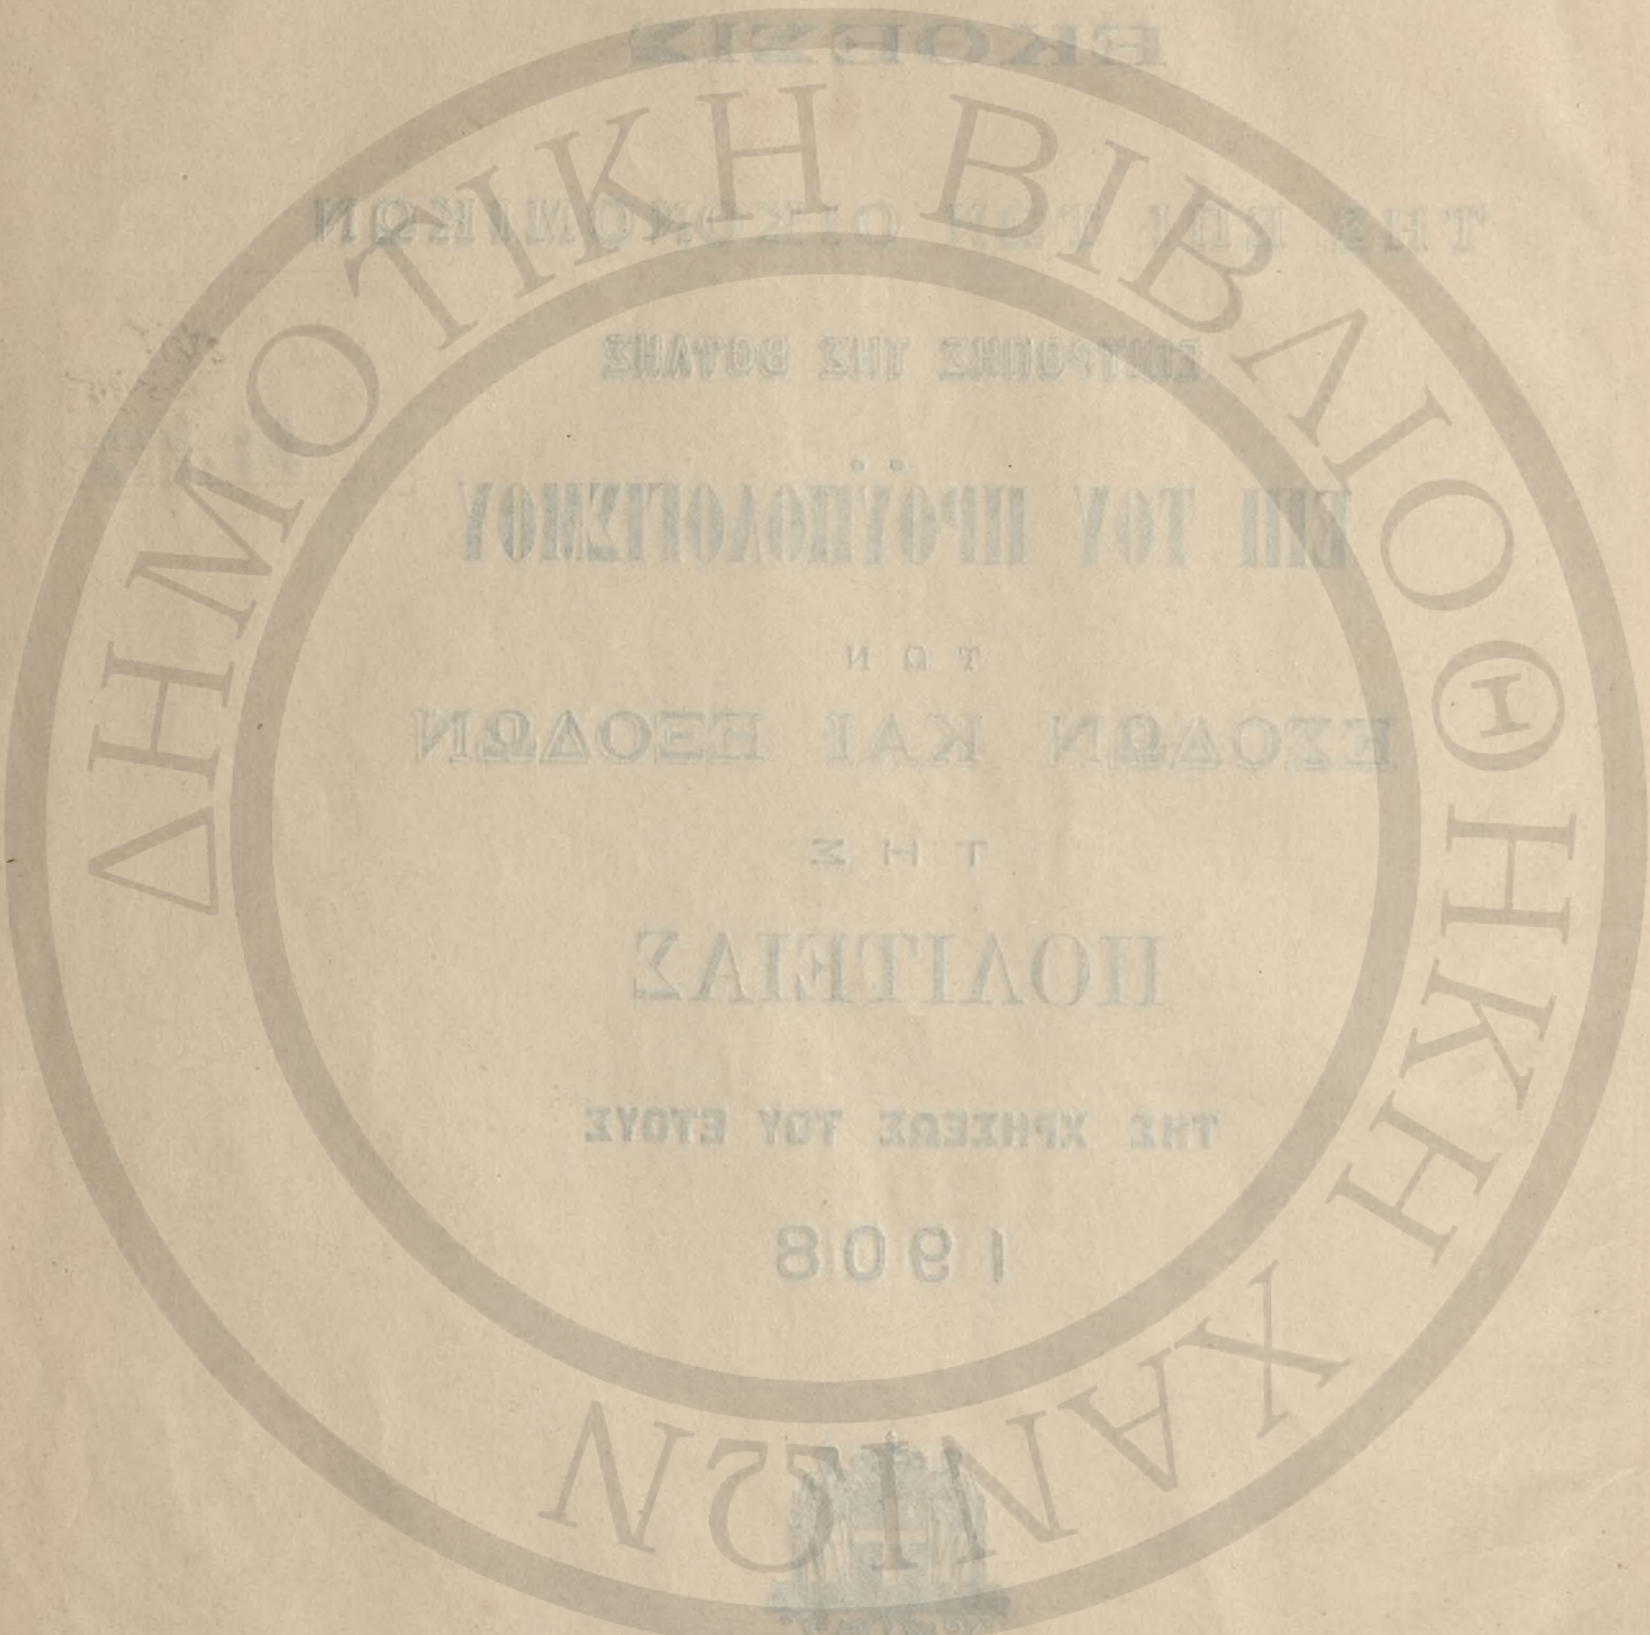 ΕΚΘΕΣΙΣ
ΤΗΣ ΕΠΙ ΤΩΝ ΟΙΚΟΝΟΜΙΚΩΝ
ΕΠΙΤΡΟΠΗΣ ΤΗΣ ΒΟΥΛΗΣ
ΕΠΙ ΤΟΥ ΠΡΟΫΠΟΛΟΓΙΣΜΟΥ
ΤΩΝ
ΕΣΟΔΩΝ ΚΑΙ ΕΞΟΔΩΝ
ΤΗΣ
ΠΟΛΙΤΕΙΑΣ
ΤΗΣ ΧΡΗΣΕΩΣ ΤΟΥ ΕΤΟΥΣ
1908
ΔΗΜΟΤΙΚΗ ΒΙΒΛΙΟΘΗΚΗ ΧΑΝΙΩΝ